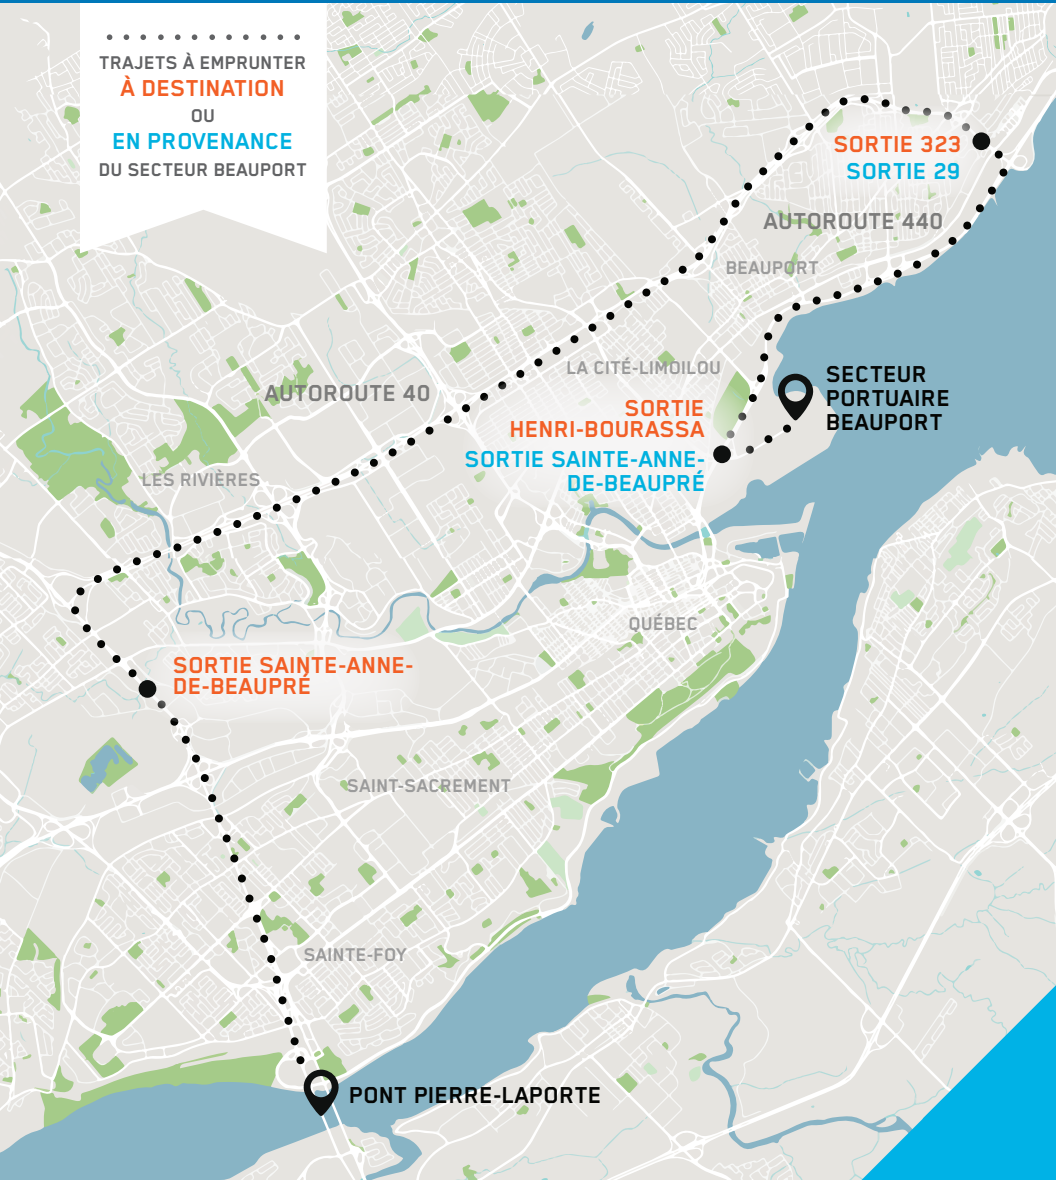 TRAJETS À EMPRUNTER
À DESTINATION
OU
EN PROVENANCE
DU SECTEUR BEAUPORT
SORTIE 323
SORTIE 29
AUTOROUTE 440
BEAUPORT
LA CITÉ-LIMOILOU
AUTOROUTE 40
SECTEUR
PORTUAIRE
BEAUPORT
SORTIE
HENRI-BOURASSA
SORTIE SAINTE-ANNE-
DE-BEAUPRÉ
LES RIVIÈRES
QUÉBEC
SORTIE SAINTE-ANNE-
DE-BEAUPRÉ
SAINT-SACREMENT
SAINTE-FOY
PONT PIERRE-LAPORTE